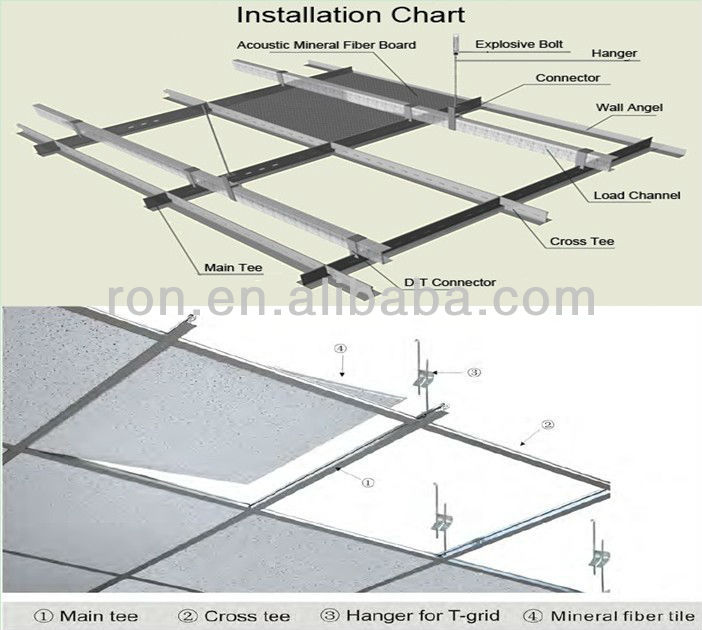 Installation Chart
Acoustic Mineral Fiber Board
Explosive Bolt
Hanger
Connector
Wall Angel
Load Channel
Cross Tee
Main Tee
D T Connector
ron.en.alibaba.com
④
③
②
②
②
①
① Main tee ② Cross tee ③ Hanger for T-grid ④ Mineral fiber tile